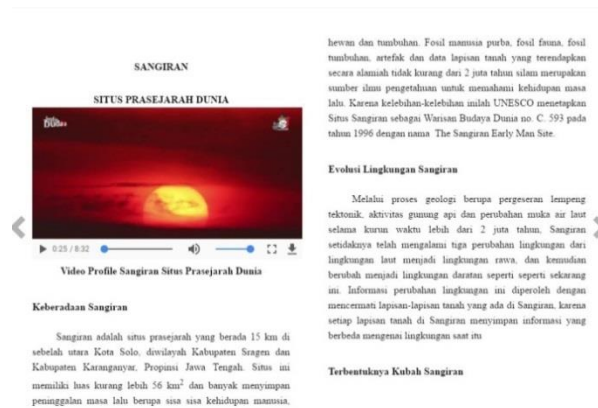 SANGIRAN
SITUS PRASEJARAH DUNIA
0:25 / 8:32
Video Profile Sangiran Situs Prasejarah Dunia
Keberadaan Sangiran
Sangiran adalah situs prasejarah yang berada 15 km di
sebelah utara Kota Solo, diwilayah Kabupaten Sragen dan
Kabupaten Karanganyar, Propinsi Jawa Tengah. Situs ini
memiliki luas kurang lebih 56 km² dan banyak menyimpan
peninggalan masa lalu berupa sisa sisa kehidupan manusia,
hewan dan tumbuhan. Fosil manusia purba, fosil fauna, fosil
tumbuhan, artefak dan data lapisan tanah yang terendapkan
secara alamiah tidak kurang dari 2 juta tahun silam merupakan
sumber ilmu pengetahuan untuk memahami kehidupan masa
lalu. Karena kelebihan-kelebihan inilah UNESCO menetapkan
Situs Sangiran sebagai Warisan Budaya Dunia no. C. 593 pada
tahun 1996 dengan nama The Sangiran Early Man Site.
Evolusi Lingkungan Sangiran
Melalui proses geologi berupa pergeseran lempeng
tektonik, aktivitas gunung api dan perubahan muka air laut
selama kurun waktu lebih dari 2 juta tahun, Sangiran
setidaknya telah mengalami tiga perubahan lingkungan dari
lingkungan laut menjadi lingkungan rawa, dan kemudian
berubah menjadi lingkungan daratan seperti seperti sekarang
ini. Informasi perubahan lingkungan ini diperoleh dengan
mencermati lapisan-lapisan tanah yang ada di Sangiran, karena
setiap lapisan tanah di Sangiran menyimpan informasi yang
berbeda mengenai lingkungan saat itu
Terbentuknya Kubah Sangiran